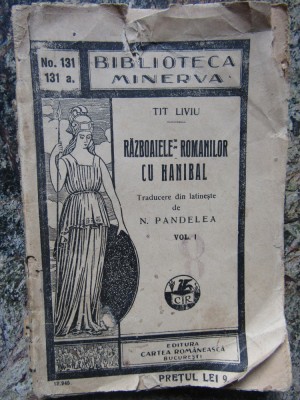 No. 131
131 a.
BIBLIOTECA
MINERVA
TIT LIVIU
RĂZBOAIELE ROMANILOR
CU HANIBAL
Traducere din latinește
de
N. PANDELEA
VOL. I
C R
EDITURA
CARTEA ROMÂNEASCĂ
BUCUREȘTI
PREȚUL LEI 9